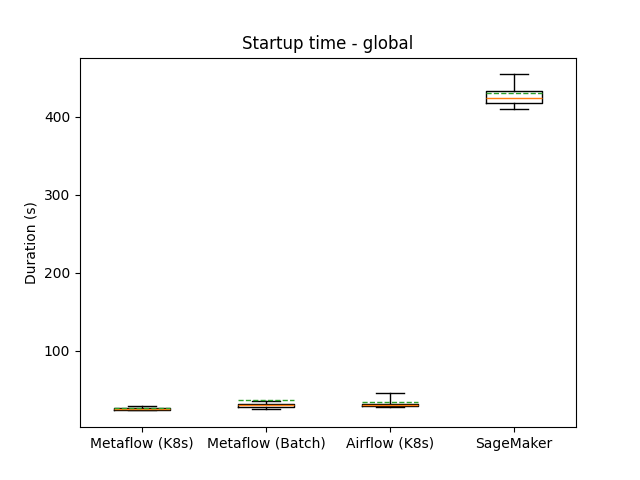 Startup time - global
Duration (s)
400
300
200
100
Metaflow (K8s)
Metaflow (Batch)
Airflow (K8s)
SageMaker